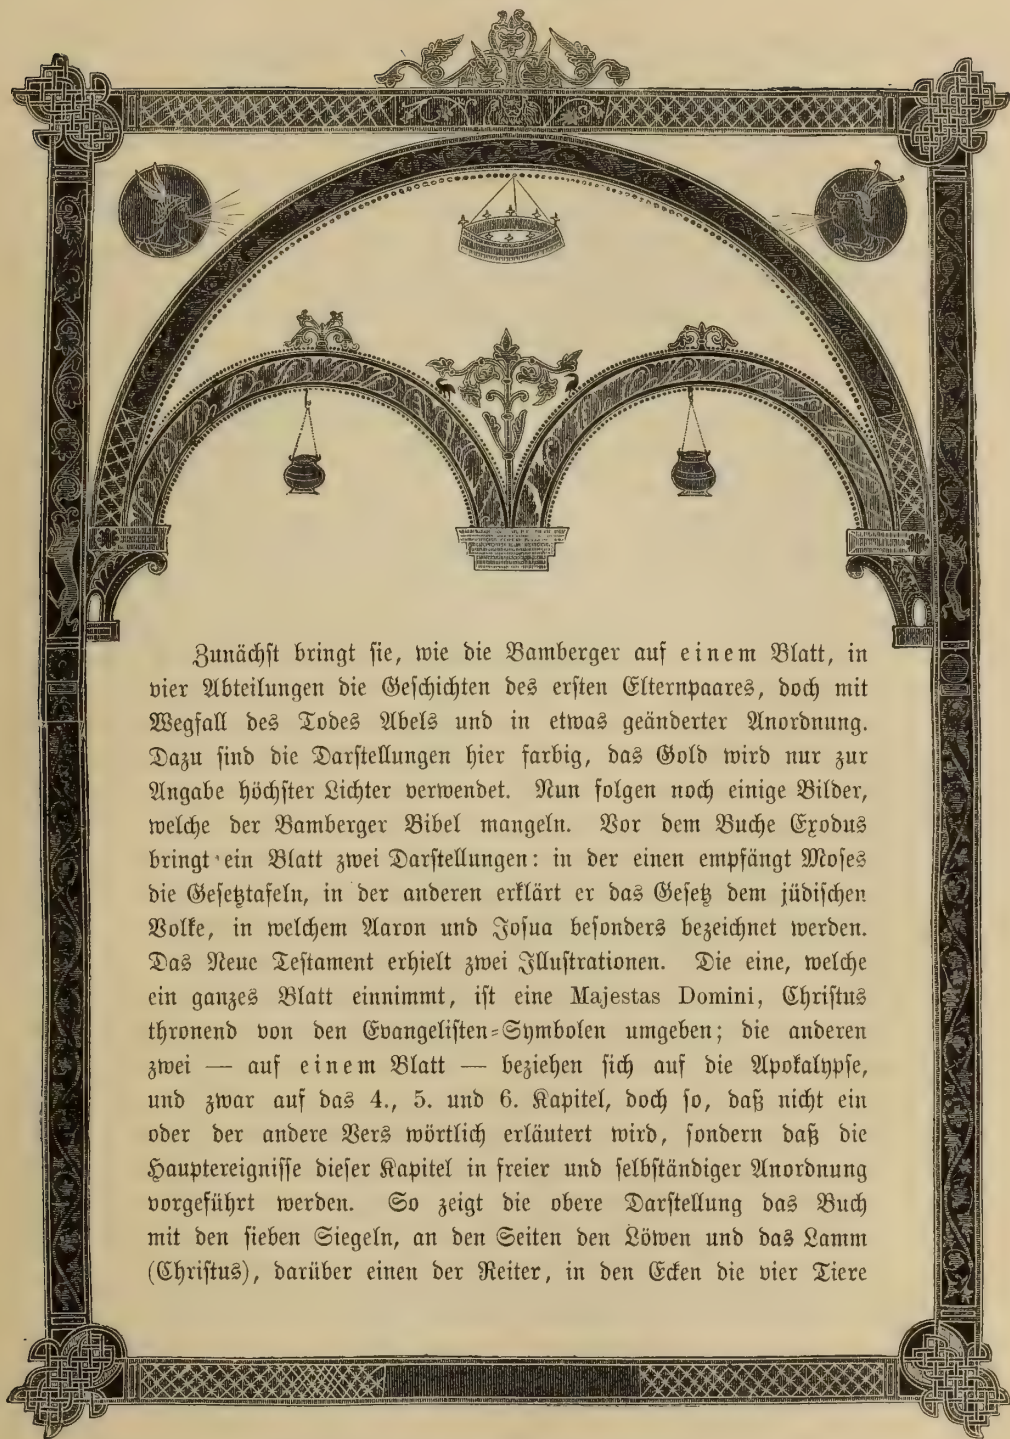 Zunächst bringt sie, wie die Bamberger auf einem Blatt, in
vier Abteilungen die Geschichten des ersten Elternpaares, doch mit
Wegfall des Todes Abels und in etwas geänderter Anordnung.
Dazu sind die Darstellungen hier farbig, das Gold wird nur zur
Angabe höchster Lichter verwendet. Nun folgen noch einige Bilder,
welche der Bamberger Bibel mangeln. Vor dem Buche Exodus
bringt ein Blatt zwei Darstellungen: in der einen empfängt Moses
die Gesetztafeln, in der anderen erklärt er das Gesetz dem jüdischen
Volke, in welchem Aaron und Josua besonders bezeichnet werden.
Das Neue Testament erhielt zwei Illustrationen. Die eine, welche
ein ganzes Blatt einnimmt, ist eine Majestas Domini, Christus
thronend von den Evangelisten-Symbolen umgeben; die anderen
zwei — auf einem Blatt — beziehen sich auf die Apokalypse,
und zwar auf das 4., 5. und 6. Kapitel, doch so, daß nicht ein
oder der andere Vers wörtlich erläutert wird, sondern daß die
Hauptereignisse dieser Kapitel in freier und selbständiger Anordnung
vorgeführt werden. So zeigt die obere Darstellung das Buch
mit den sieben Siegeln, an den Seiten den Löwen und das Lamm
(Christus), darüber einen der Reiter, in den Ecken die vier Tiere